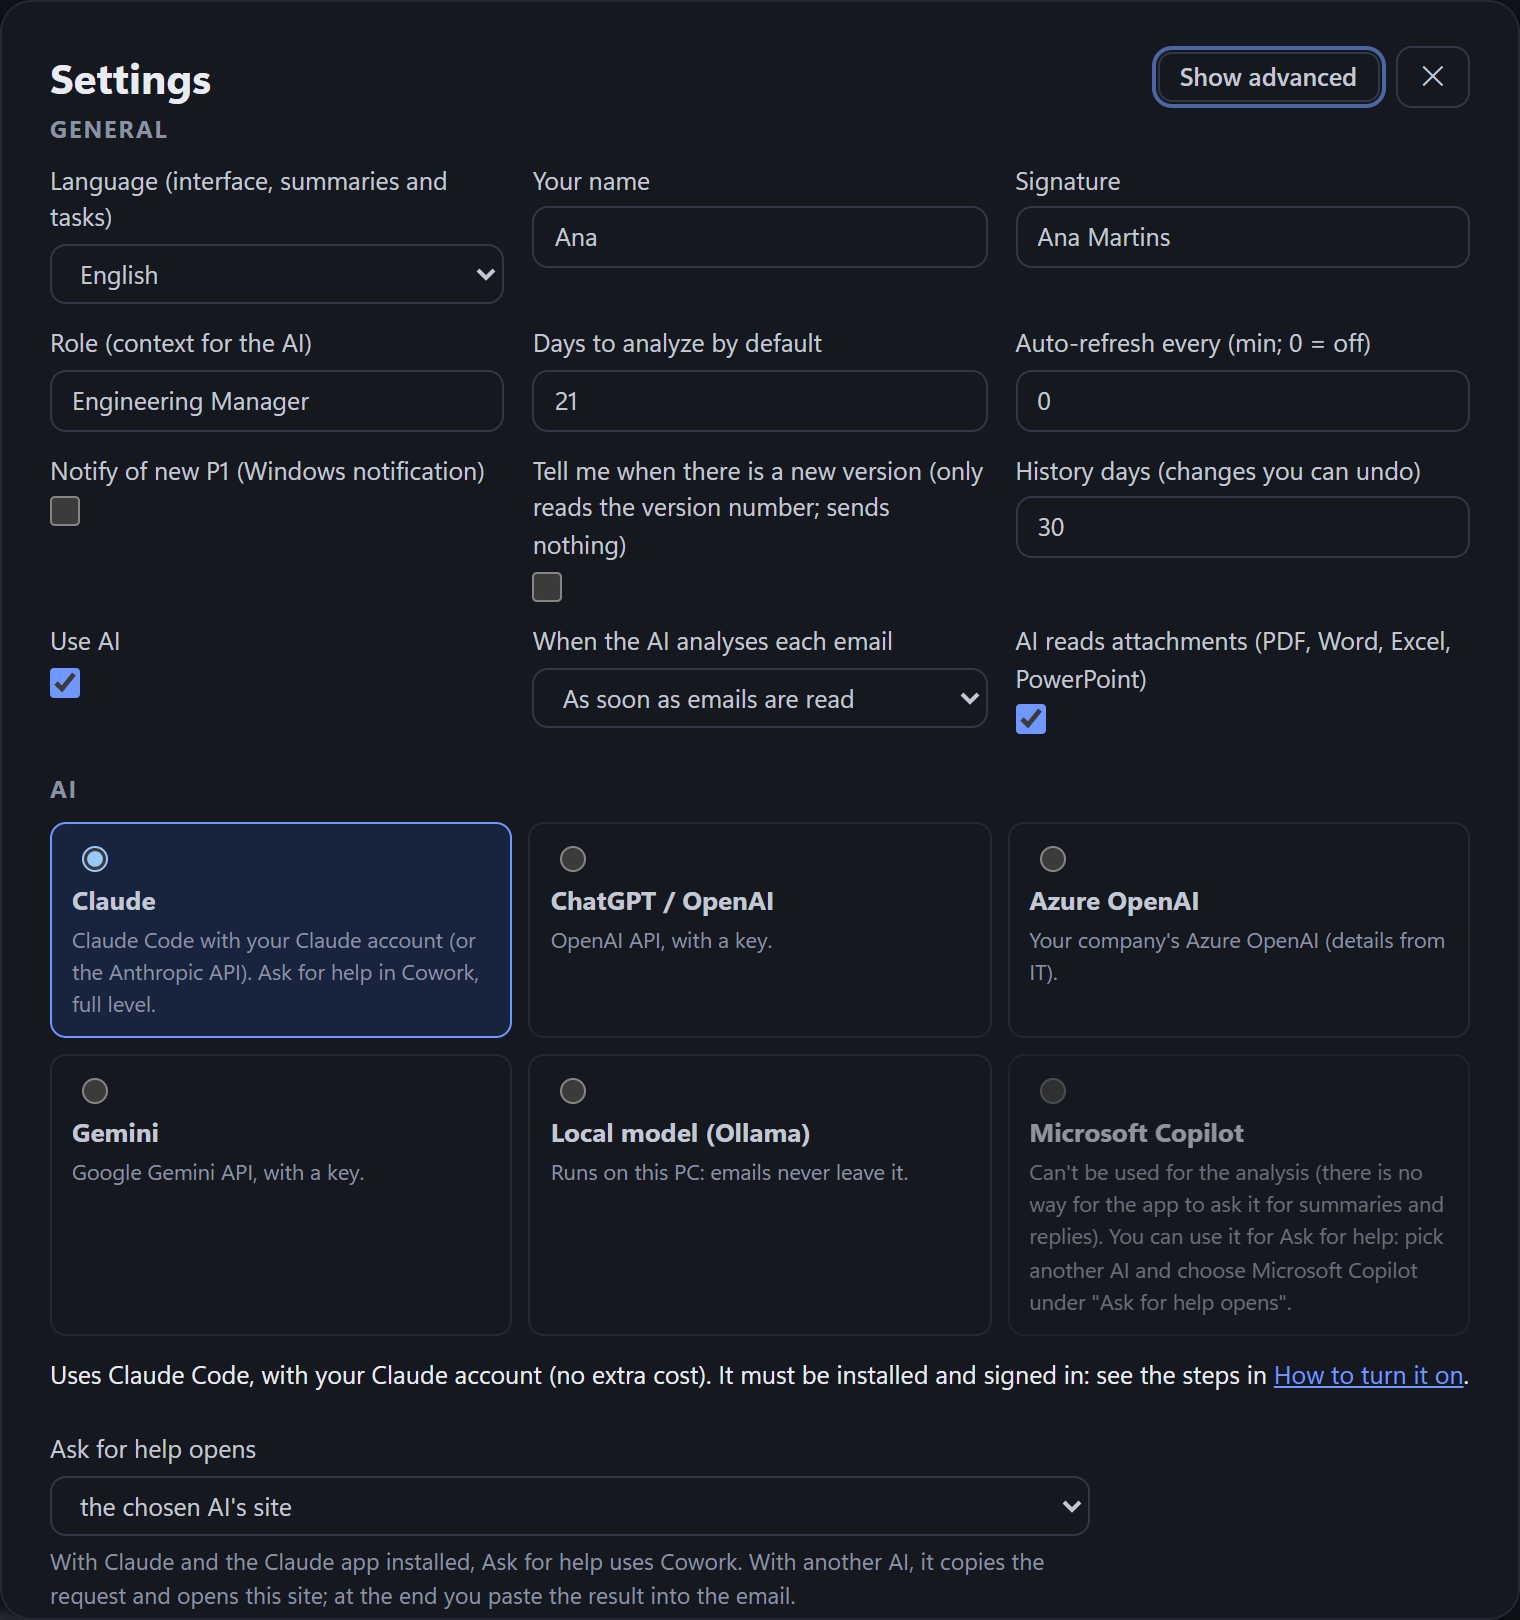 Settings
Show advanced
GENERAL
Language (interface, summaries and
tasks)
English
Your name
Ana
Signature
Ana Martins
Role (context for the AI)
Engineering Manager
Days to analyze by default
21
Auto-refresh every (min; 0 = off)
0
Notify of new P1 (Windows notification)
Tell me when there is a new version (only
reads the version number; sends
nothing)
History days (changes you can undo)
30
Use AI
When the AI analyses each email
As soon as emails are read
AI reads attachments (PDF, Word, Excel,
PowerPoint)
AI
Claude
Claude Code with your Claude account (or
the Anthropic API). Ask for help in Cowork,
full level.
ChatGPT / OpenAI
OpenAI API, with a key.
Azure OpenAI
Your company's Azure OpenAI (details from
IT).
Gemini
Google Gemini API, with a key.
Local model (Ollama)
Runs on this PC: emails never leave it.
Microsoft Copilot
Can't be used for the analysis (there is no
way for the app to ask it for summaries and
replies). You can use it for Ask for help: pick
another AI and choose Microsoft Copilot
under "Ask for help opens".
Uses Claude Code, with your Claude account (no extra cost). It must be installed and signed in: see the steps in How to turn it on.
Ask for help opens
the chosen AI's site
With Claude and the Claude app installed, Ask for help uses Cowork. With another AI, it copies the
request and opens this site; at the end you paste the result into the email.